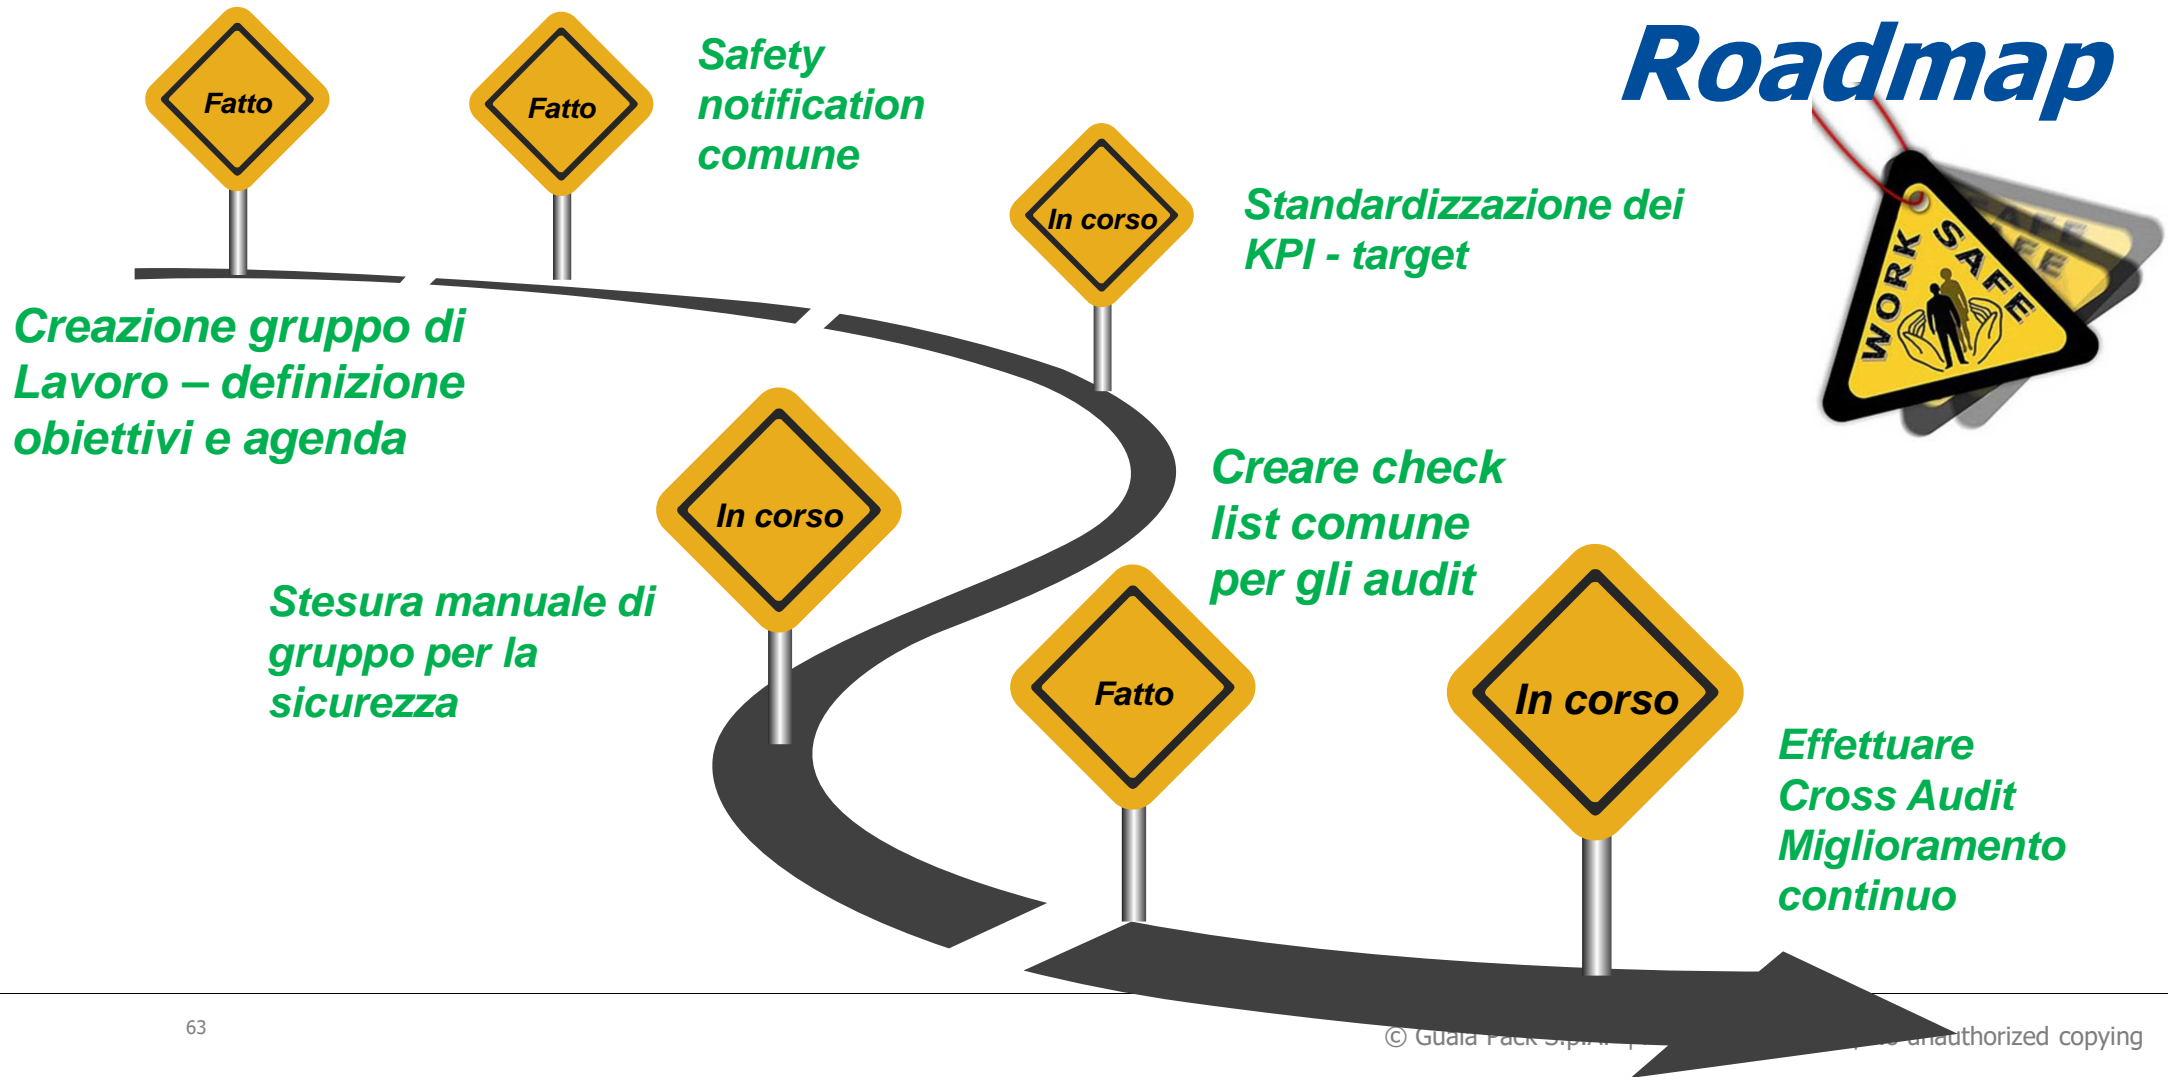 Roadmap
Fatto
Fatto
Safety
notification
comune
In corso
Standardizzazione dei
KPI - target
WORK
SAFE
Creazione gruppo di
Lavoro – definizione
obiettivi e agenda
In corso
Creare check
list comune
per gli audit
Stesura manuale di
gruppo per la
sicurezza
Fatto
In corso
Effettuare
Cross Audit
Miglioramento
continuo
63
© Guala Pack S.p.A. unauthorized copying